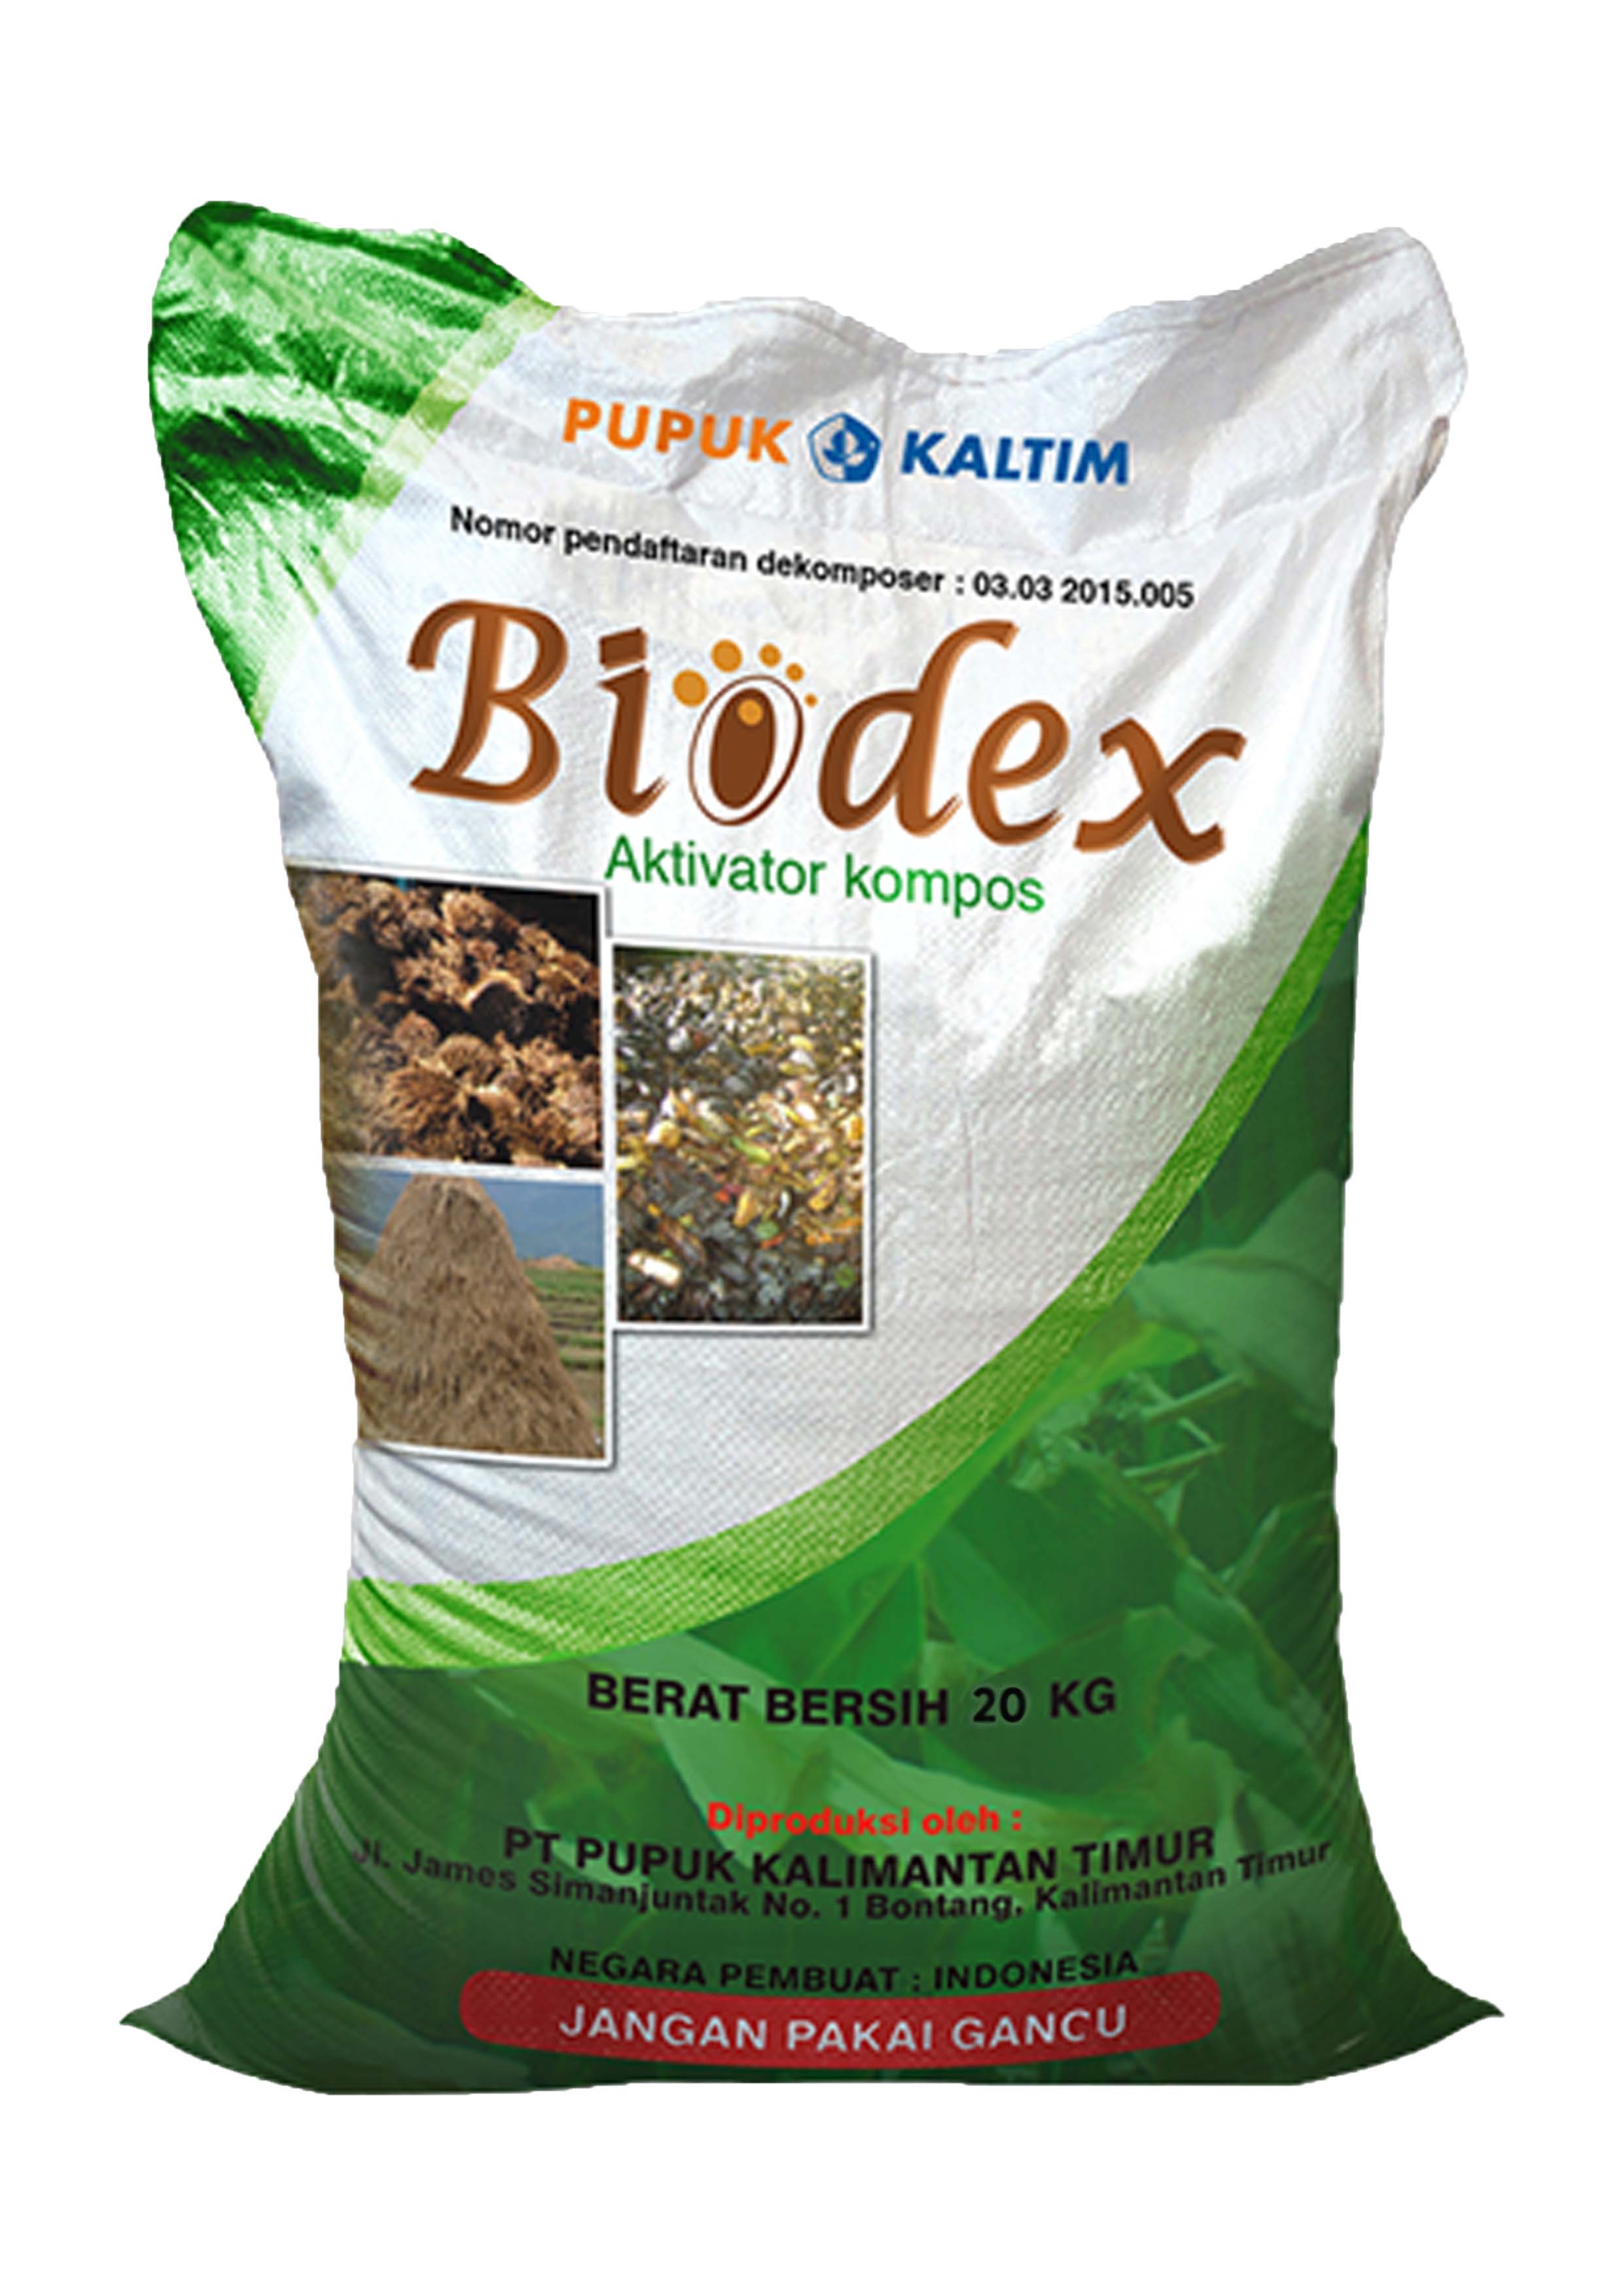 PUPUK KALTIM
Nomor pendaftaran dekomposer : 03.03 2015.005
Biodex
Aktivator kompos
BERAT BERSIH 20 KG
Diproduksi oleh :
PT PUPUK KALIMANTAN TIMUR
Jl. James Simanjuntak No. 1 Bontang, Kalimantan Timur
NEGARA PEMBUAT : INDONESIA
JANGAN PAKAI GANCU